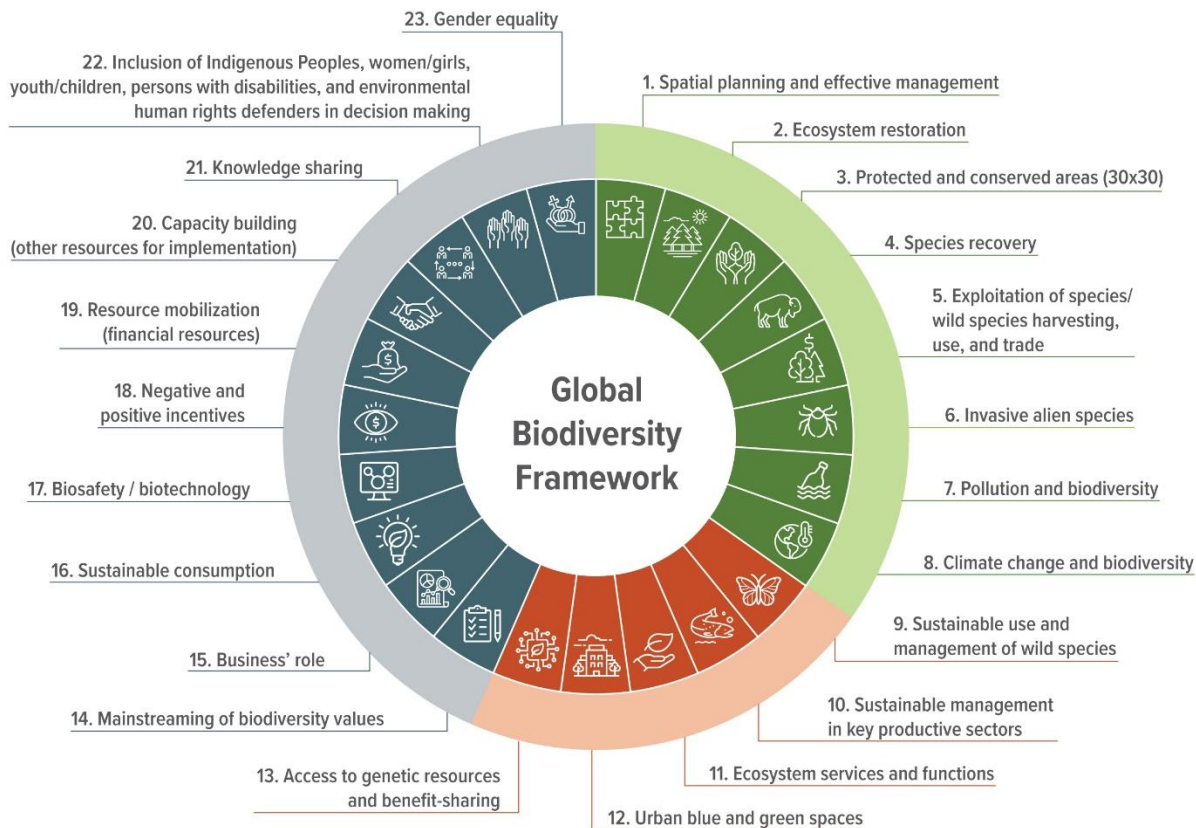 23. Gender equality
22. Inclusion of Indigenous Peoples, women/girls,
youth/children, persons with disabilities, and environmental
human rights defenders in decision making
21. Knowledge sharing
20. Capacity building
(other resources for implementation)
19. Resource mobilization
(financial resources)
18. Negative and
positive incentives
17. Biosafety / biotechnology
16. Sustainable consumption
15. Business’ role
14. Mainstreaming of biodiversity values
13. Access to genetic resources
and benefit-sharing
12. Urban blue and green spaces
11. Ecosystem services and functions
10. Sustainable management
in key productive sectors
9. Sustainable use and
management of wild species
8. Climate change and biodiversity
7. Pollution and biodiversity
6. Invasive alien species
5. Exploitation of species/
wild species harvesting,
use, and trade
4. Species recovery
3. Protected and conserved areas (30x30)
2. Ecosystem restoration
1. Spatial planning and effective management
Global
Biodiversity
Framework
$
$
$